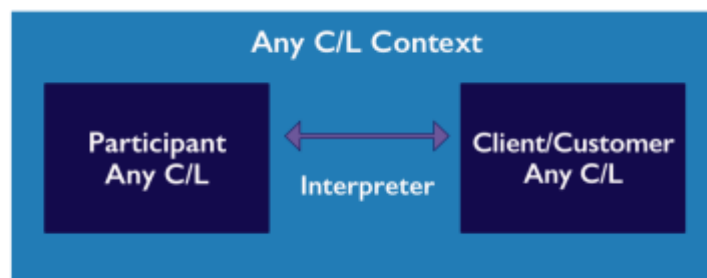 Any C/L Context
Participant
Any C/L
Interpreter
Client/Customer
Any C/L